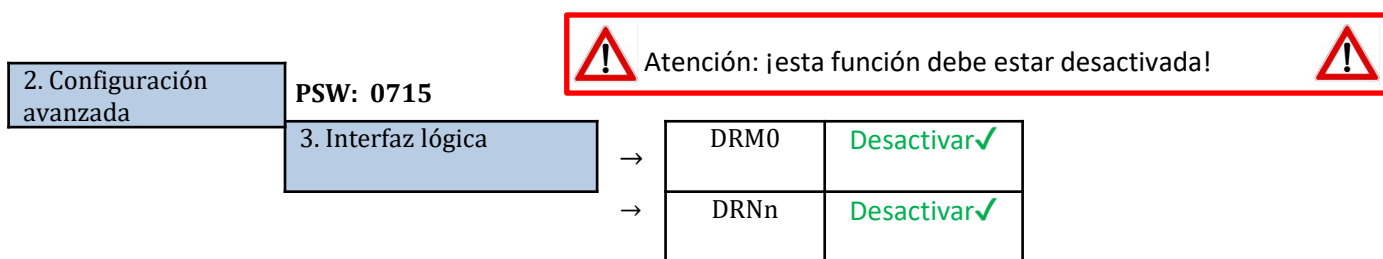 Atención: ¡esta función debe estar desactivada!
2. Configuración
avanzada
PSW: 0715
3. Interfaz lógica
→ DRM0 Desactivar✓
→ DRNn Desactivar✓